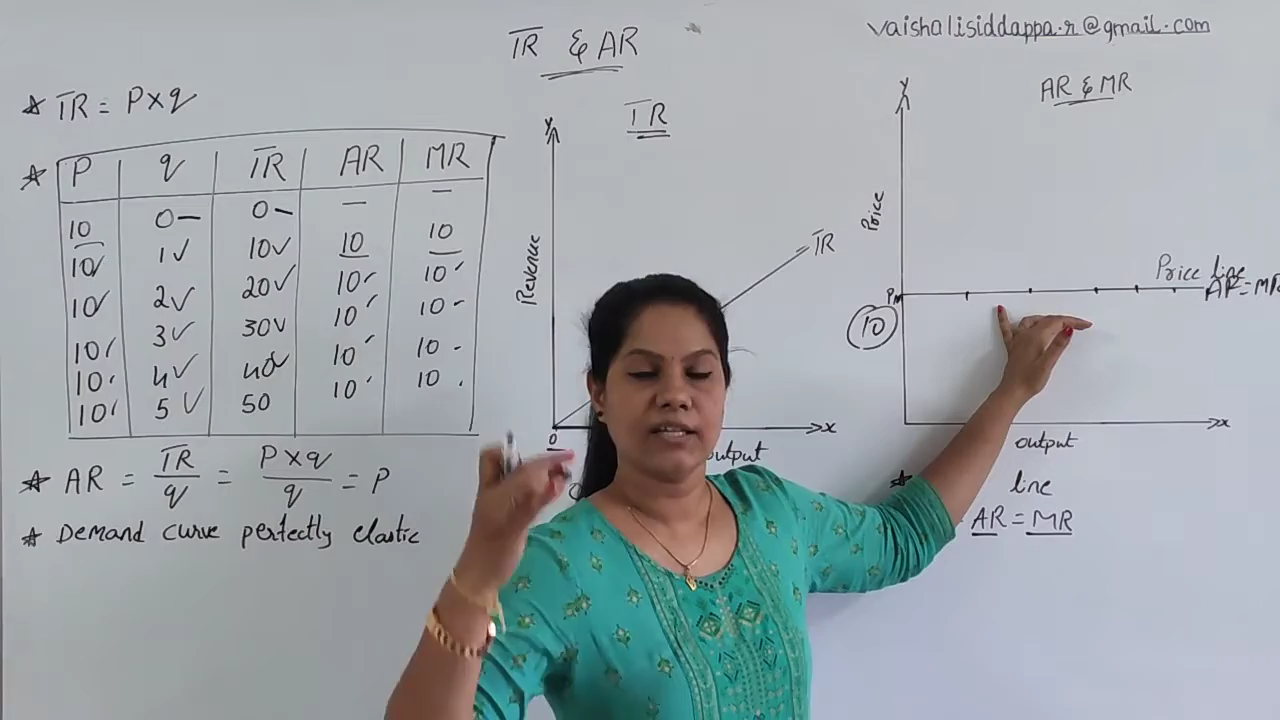 TR & AR
vaishalisiddappa.r@gmail.com
* TR = P x q
* P q TR AR MR
10 0 – 0 – – –
10 1 10 10 10
10 2 20 10 10
10 3 30 10 10
10 4 40 10 10
10 5 50 10 10
* AR = TR/q = P x q/q = P
* Demand curve perfectly elastic
TR
Y
Revenue
TR
0
x
output
AR & MR
Y
Price
P
10
Price line
AR = MR
x
output
line
AR = MR